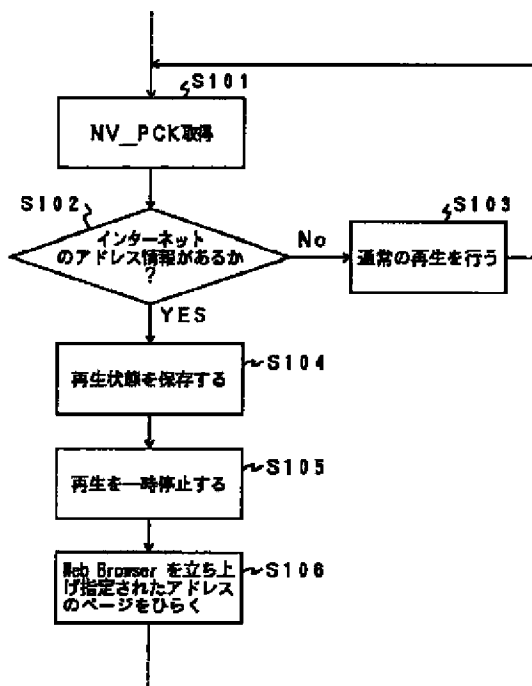 S101
NV_PCK取得
S102
インターネット
のアドレス情報があるか
?
No
S103
通常の再生を行う
YES
再生状態を保存する
S104
再生を一時停止する
S105
Web Browser を立ち上
げ指定されたアドレス
のページをひらく
S106